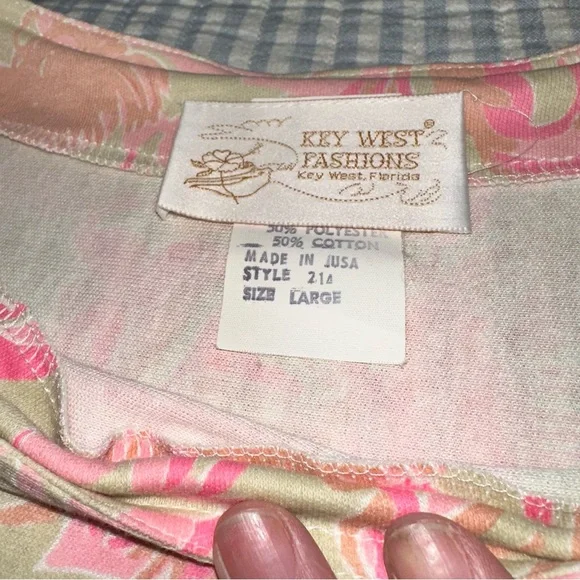 KEY WEST®
FASHIONS
Key West, Florida
50% POLYESTER
50% COTTON
MADE IN USA
STYLE 214
SIZE LARGE